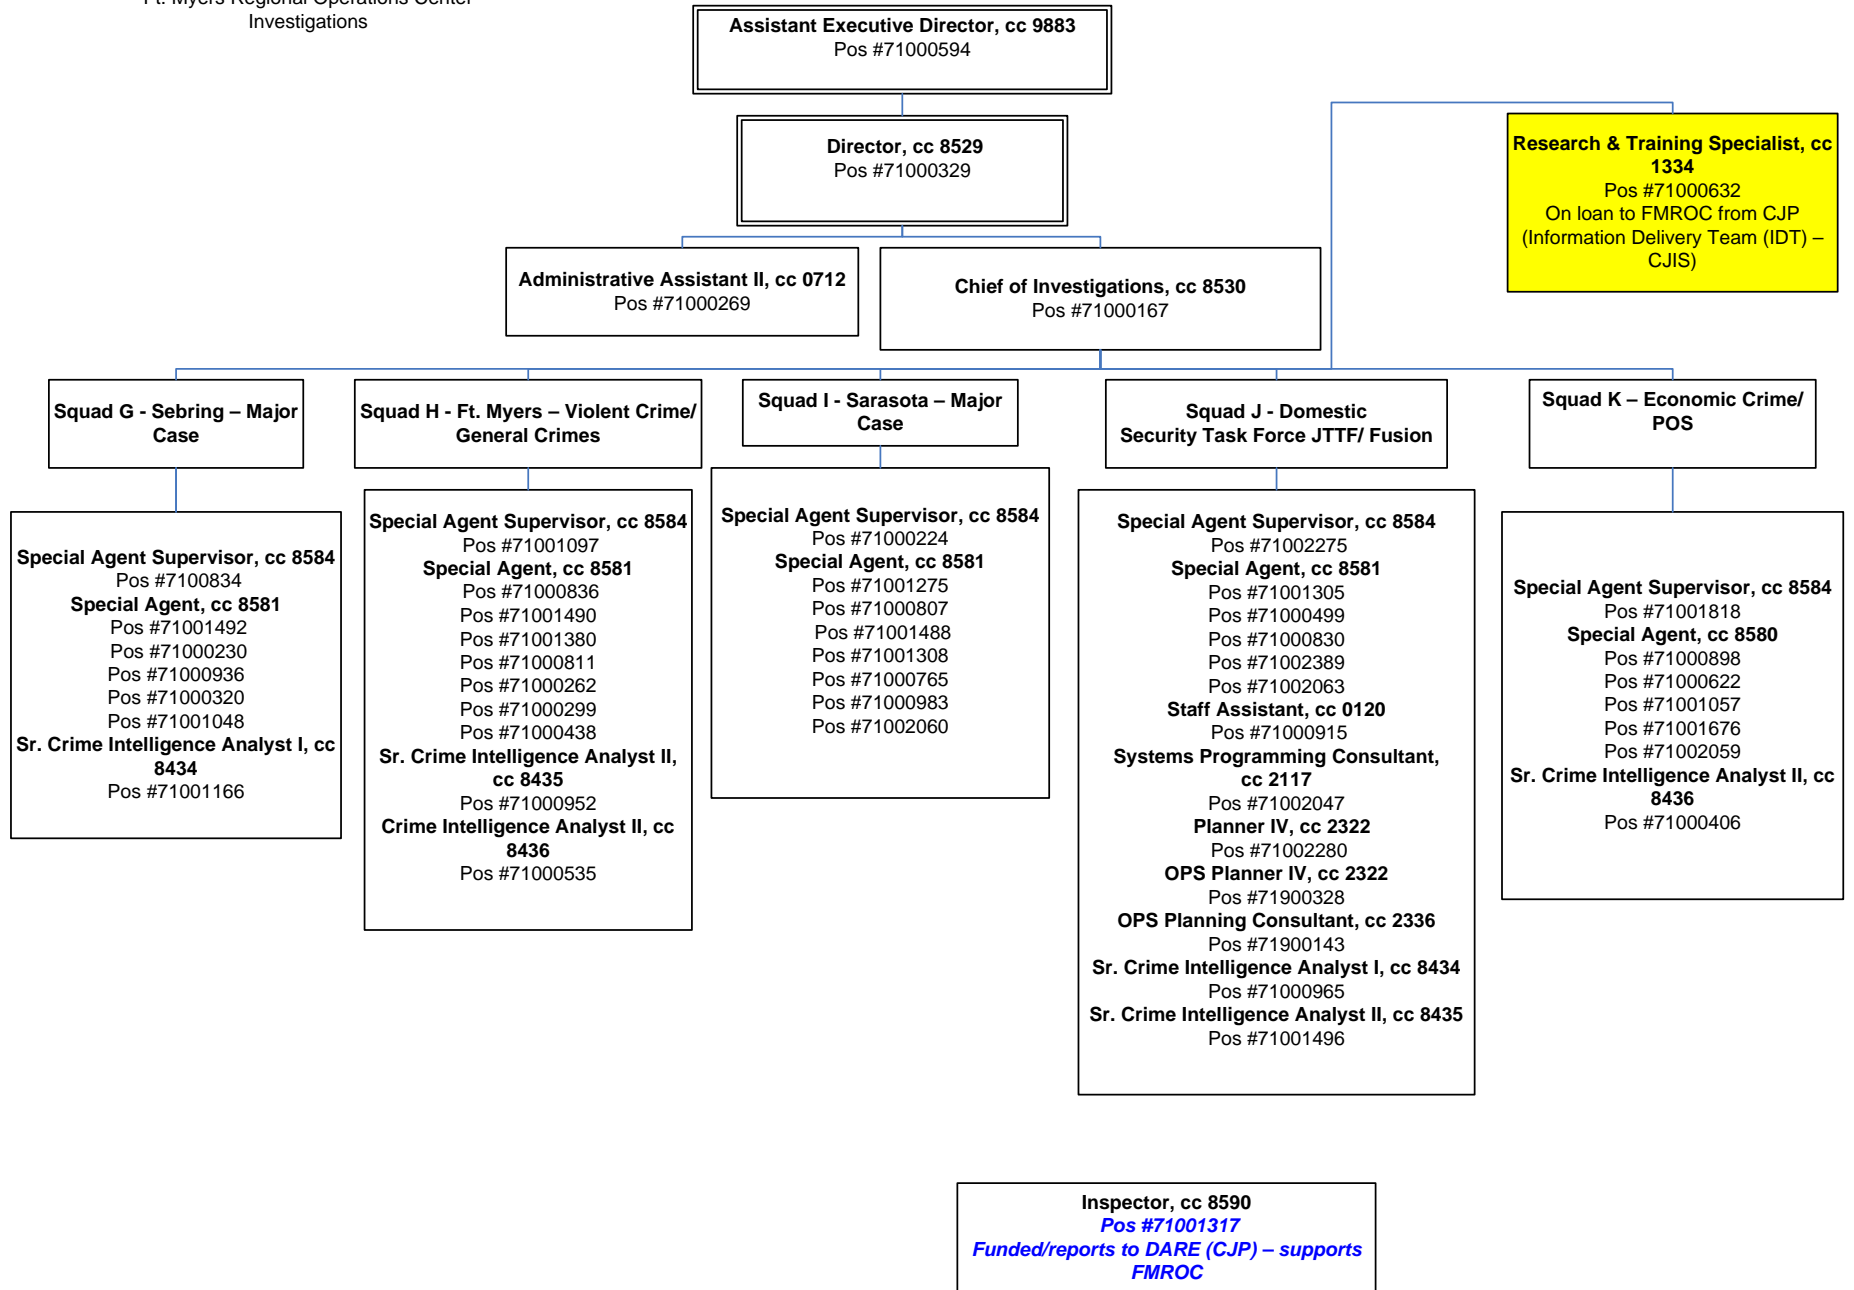 Ft. Myers Regional Operations Center
Investigations
Assistant Executive Director, cc 9883
Pos #71000594
Director, cc 8529
Pos #71000329
Research & Training Specialist, cc
1334
Pos #71000632
On loan to FMROC from CJP
(Information Delivery Team (IDT) –
CJIS)
Administrative Assistant II, cc 0712
Pos #71000269
Chief of Investigations, cc 8530
Pos #71000167
Squad G - Sebring – Major
Case
Squad H - Ft. Myers – Violent Crime/
General Crimes
Squad I - Sarasota – Major
Case
Squad J - Domestic
Security Task Force JTTF/ Fusion
Squad K – Economic Crime/
POS
Special Agent Supervisor, cc 8584
Pos #7100834
Special Agent, cc 8581
Pos #71001492
Pos #71000230
Pos #71000936
Pos #71000320
Pos #71001048
Sr. Crime Intelligence Analyst I, cc
8434
Pos #71001166
Special Agent Supervisor, cc 8584
Pos #71001097
Special Agent, cc 8581
Pos #71000836
Pos #71001490
Pos #71001380
Pos #71000811
Pos #71000262
Pos #71000299
Pos #71000438
Sr. Crime Intelligence Analyst II,
cc 8435
Pos #71000952
Crime Intelligence Analyst II, cc
8436
Pos #71000535
Special Agent Supervisor, cc 8584
Pos #71000224
Special Agent, cc 8581
Pos #71001275
Pos #71000807
Pos #71001488
Pos #71001308
Pos #71000765
Pos #71000983
Pos #71002060
Special Agent Supervisor, cc 8584
Pos #71002275
Special Agent, cc 8581
Pos #71001305
Pos #71000499
Pos #71000830
Pos #71002389
Pos #71002063
Staff Assistant, cc 0120
Pos #71000915
Systems Programming Consultant,
cc 2117
Pos #71002047
Planner IV, cc 2322
Pos #71002280
OPS Planner IV, cc 2322
Pos #71900328
OPS Planning Consultant, cc 2336
Pos #71900143
Sr. Crime Intelligence Analyst I, cc 8434
Pos #71000965
Sr. Crime Intelligence Analyst II, cc 8435
Pos #71001496
Special Agent Supervisor, cc 8584
Pos #71001818
Special Agent, cc 8580
Pos #71000898
Pos #71000622
Pos #71001057
Pos #71001676
Pos #71002059
Sr. Crime Intelligence Analyst II, cc
8436
Pos #71000406
Inspector, cc 8590
Pos #71001317
Funded/reports to DARE (CJP) – supports
FMROC